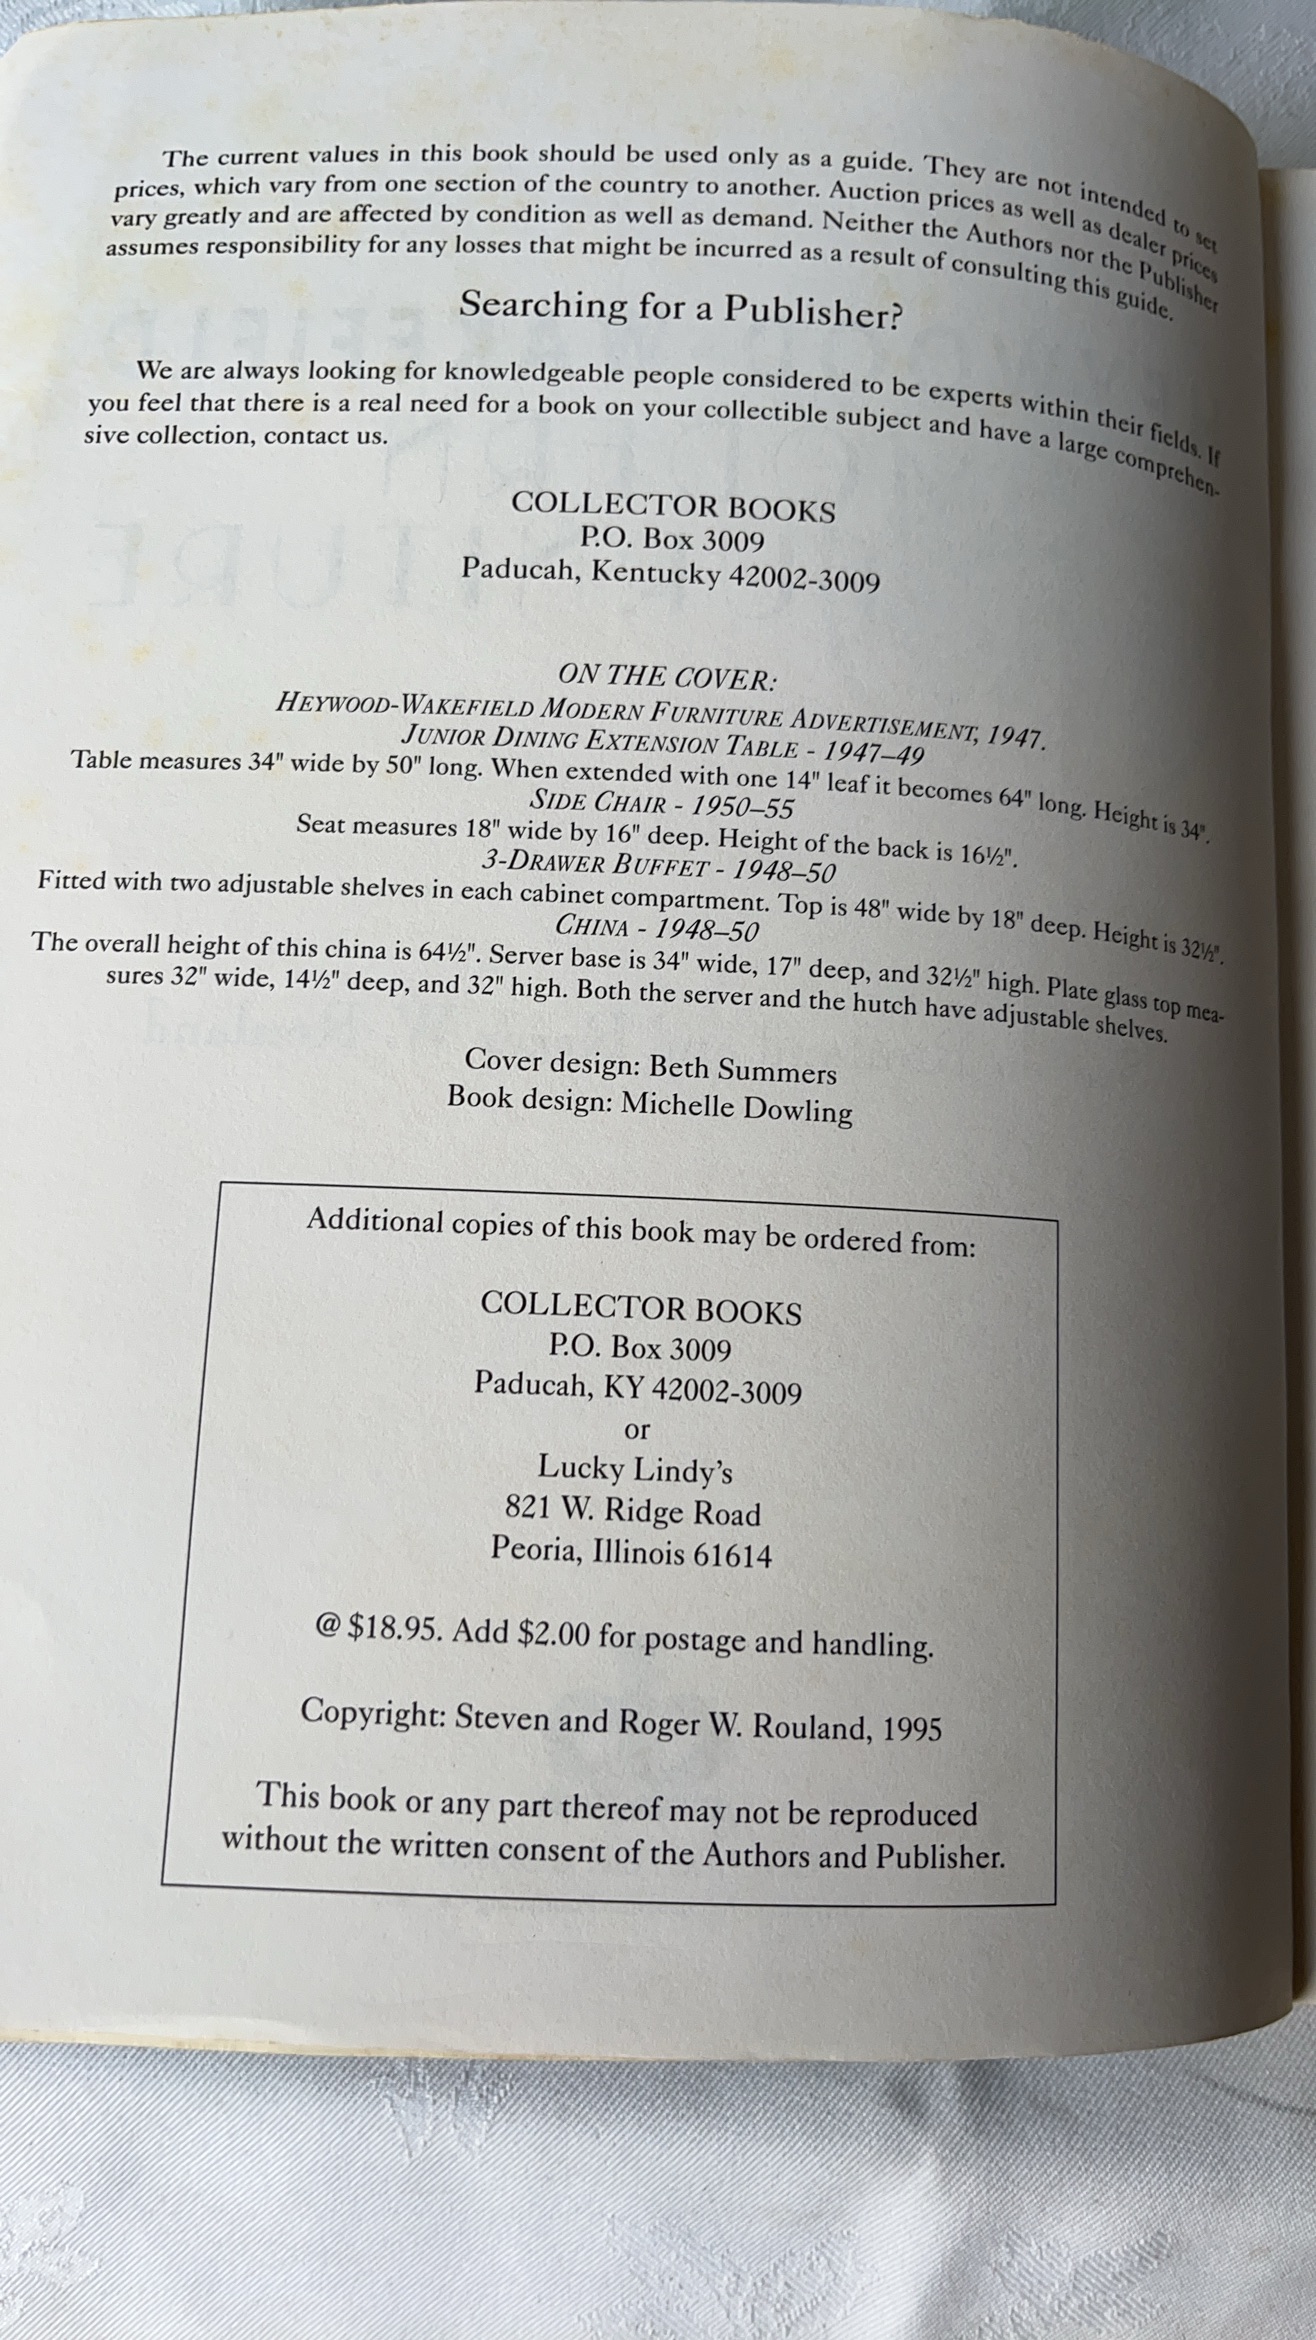 The current values in this book should be used only as a guide. They are not intended to set
prices, which vary from one section of the country to another. Auction prices as well as dealer prices
vary greatly and are affected by condition as well as demand. Neither the Authors nor the Publisher
assumes responsibility for any losses that might be incurred as a result of consulting this guide.
Searching for a Publisher?
We are always looking for knowledgeable people considered to be experts within their fields. If
you feel that there is a real need for a book on your collectible subject and have a large comprehen-
sive collection, contact us.
COLLECTOR BOOKS
P.O. Box 3009
Paducah, Kentucky 42002-3009
ON THE COVER:
HEYWOOD-WAKEFIELD MODERN FURNITURE ADVERTISEMENT, 1947.
JUNIOR DINING EXTENSION TABLE - 1947–49
Table measures 34" wide by 50" long. When extended with one 14" leaf it becomes 64" long. Height is 34".
SIDE CHAIR - 1950–55
Seat measures 18" wide by 16" deep. Height of the back is 16½".
3-DRAWER BUFFET - 1948–50
Fitted with two adjustable shelves in each cabinet compartment. Top is 48" wide by 18" deep. Height is 32½".
CHINA - 1948–50
The overall height of this china is 64½". Server base is 34" wide, 17" deep, and 32½" high. Plate glass top mea-
sures 32" wide, 14½" deep, and 32" high. Both the server and the hutch have adjustable shelves.
Cover design: Beth Summers
Book design: Michelle Dowling
Additional copies of this book may be ordered from:
COLLECTOR BOOKS
P.O. Box 3009
Paducah, KY 42002-3009
or
Lucky Lindy's
821 W. Ridge Road
Peoria, Illinois 61614
@ $18.95. Add $2.00 for postage and handling.
Copyright: Steven and Roger W. Rouland, 1995
This book or any part thereof may not be reproduced
without the written consent of the Authors and Publisher.